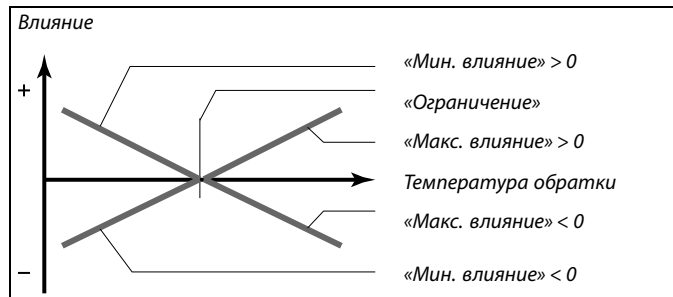 Влияние
«Мин. влияние» > 0
+
«Ограничение»
«Макс. влияние» > 0
Температура обратки
«Макс. влияние» < 0
–
«Мин. влияние» < 0